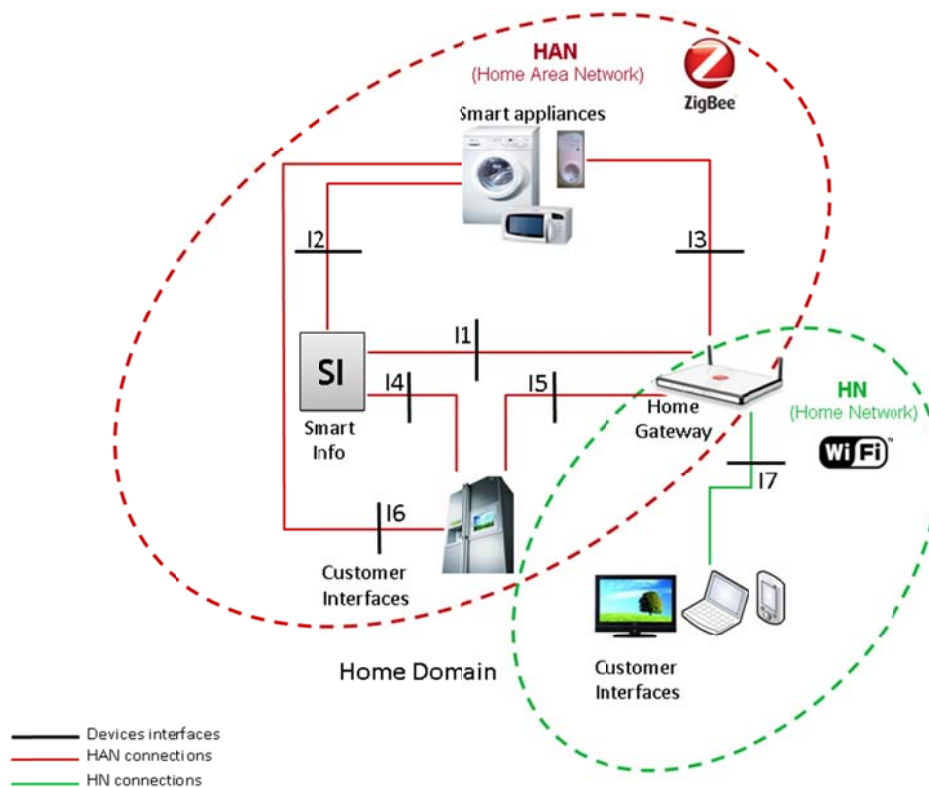 HAN
(Home Area Network)
Z
ZigBee
Smart appliances
I2
I3
I1
SI
I4
I5
Smart
Info
Home
Gateway
HN
(Home Network)
WiFi
I7
I6
Customer
Interfaces
Home Domain
Customer
Interfaces
Devices interfaces
HAN connections
HN connections